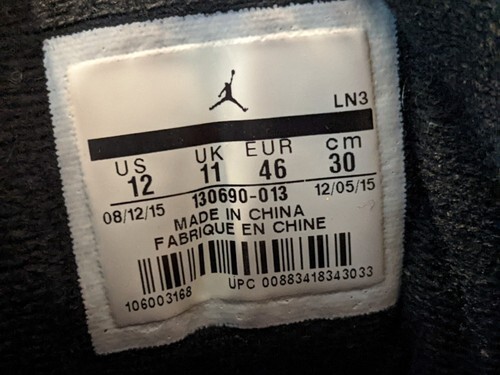 LN3
US UK EUR cm
12 11 46 30
08/12/15 130690-013 12/05/15
MADE IN CHINA
FABRIQUE EN CHINE
106003168 UPC 00883418343033